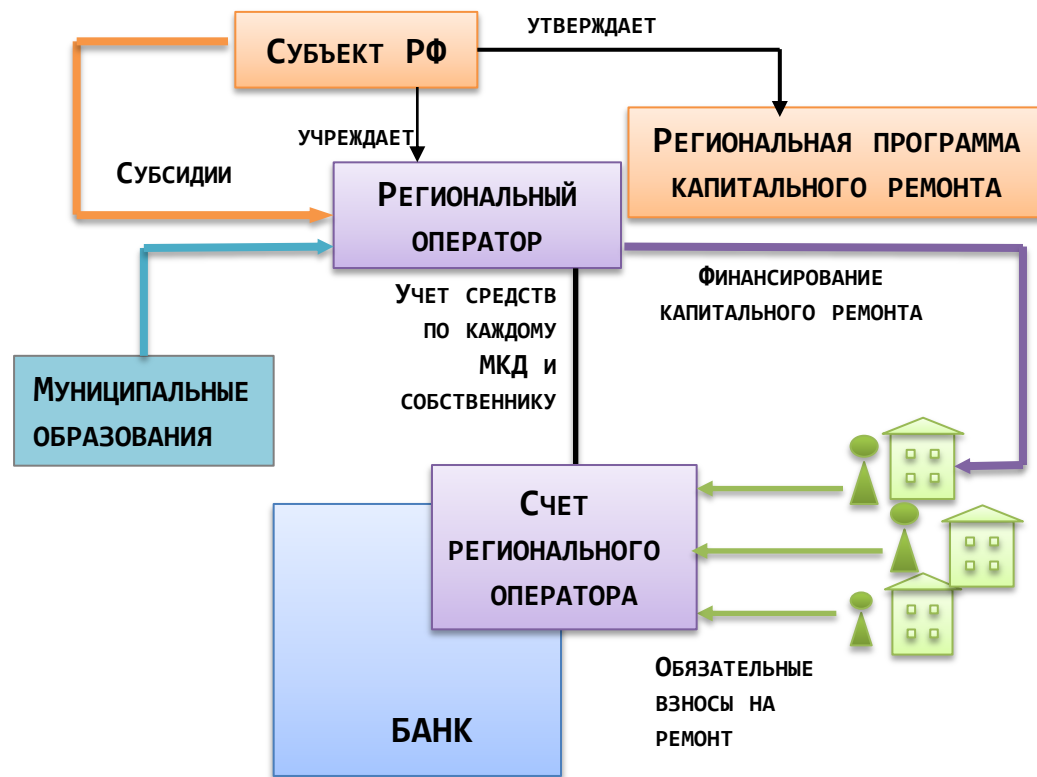 утверждает
Субъект РФ
учреждает
Региональная программа
капитального ремонта
Субсидии
Региональный
оператор
Финансирование
капитального ремонта
Учет средств
по каждому
МКД и
собственнику
Муниципальные
образования
Счет
регионального
оператора
Обязательные
взносы на
ремонт
БАНК